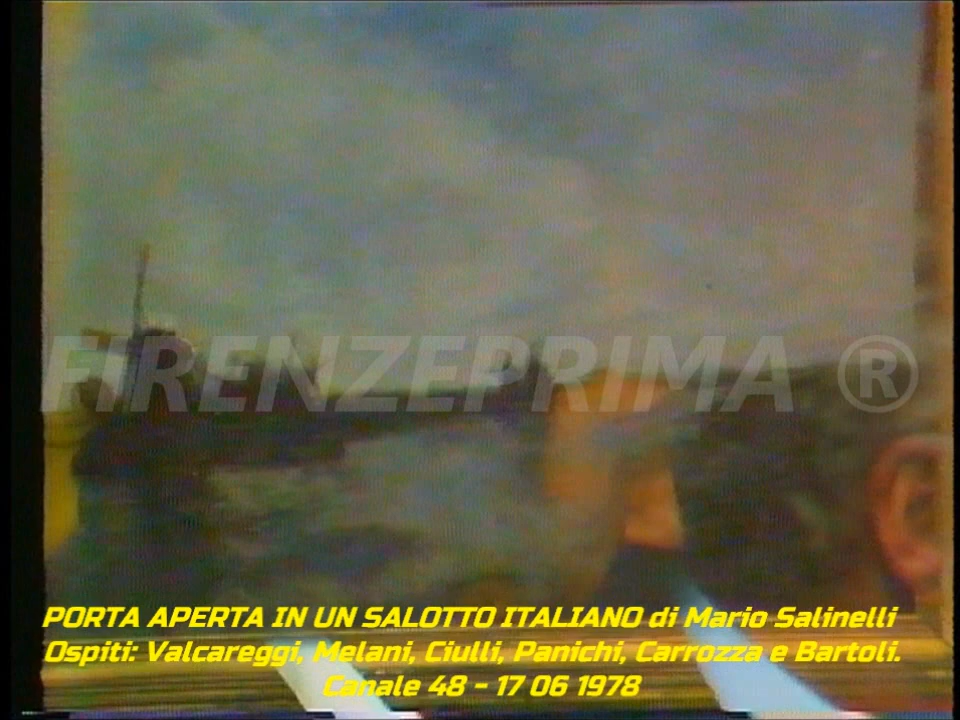 FIRENZEPRIMA ®
PORTA APERTA IN UN SALOTTO ITALIANO di Mario Salinelli
Ospiti: Valcareggi, Melani, Ciulli, Panichi, Carrozza e Bartoli.
Canale 48 - 17 06 1978